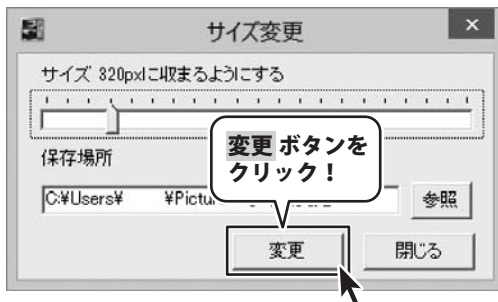 サイズ変更
サイズ 320pxに収まるようにする
保存場所
変更 ボタンを
クリック！
C:¥Users¥ ¥Pictur
参照
変更
閉じる